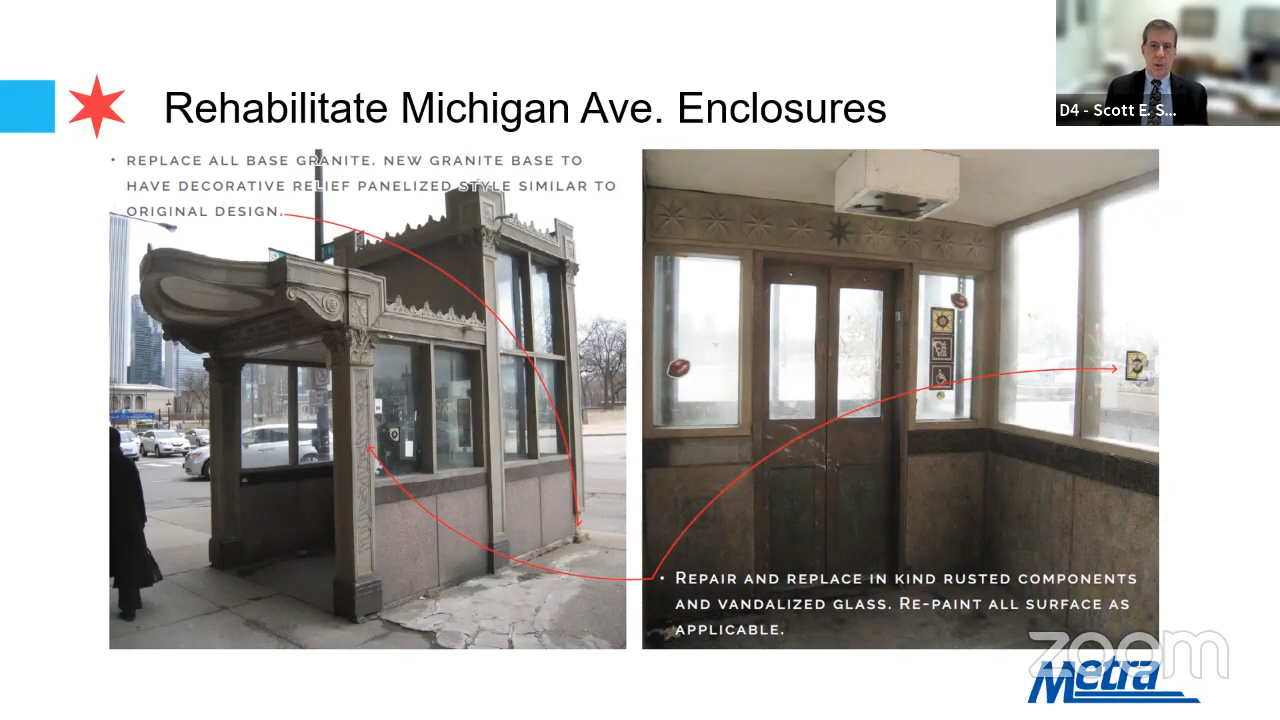 Rehabilitate Michigan Ave. Enclosures
D4 - Scott E. S...
• REPLACE ALL BASE GRANITE. NEW GRANITE BASE TO
HAVE DECORATIVE RELIEF PANELIZED STYLE SIMILAR TO
ORIGINAL DESIGN.
• REPAIR AND REPLACE IN KIND RUSTED COMPONENTS
AND VANDALIZED GLASS. RE-PAINT ALL SURFACE AS
APPLICABLE.
zoom
Metra